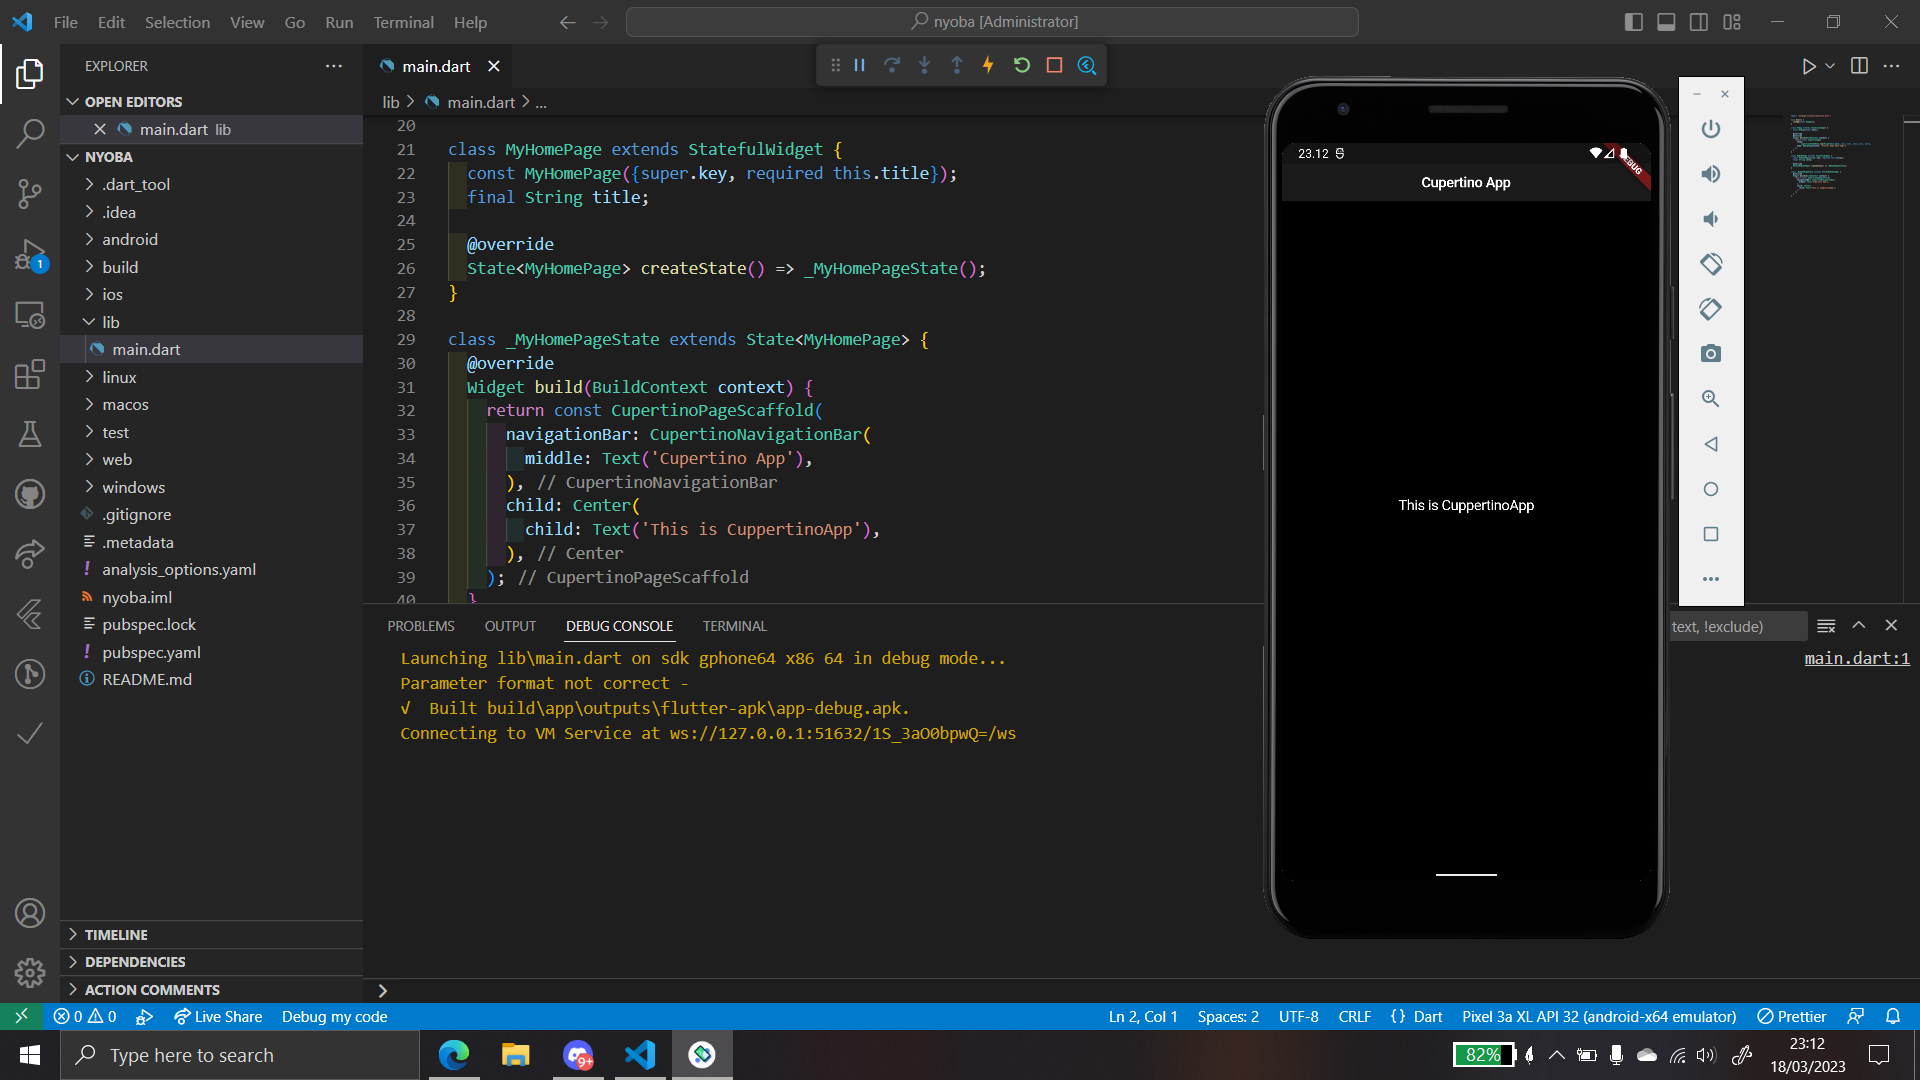 File Edit Selection View Go Run Terminal Help
nyoba [Administrator]
EXPLORER
OPEN EDITORS
main.dart lib
NYOBA
.dart_tool
.idea
android
build
ios
lib
main.dart
linux
macos
test
web
windows
.gitignore
.metadata
analysis_options.yaml
nyoba.iml
pubspec.lock
pubspec.yaml
README.md
TIMELINE
DEPENDENCIES
ACTION COMMENTS
1
main.dart
lib > main.dart > ...
20
21 class MyHomePage extends StatefulWidget {
22 const MyHomePage({super.key, required this.title});
23 final String title;
24
25 @override
26 State<MyHomePage> createState() => _MyHomePageState();
27 }
28
29 class _MyHomePageState extends State<MyHomePage> {
30 @override
31 Widget build(BuildContext context) {
32 return const CupertinoPageScaffold(
33 navigationBar: CupertinoNavigationBar(
34 middle: Text('Cupertino App'),
35 ), // CupertinoNavigationBar
36 child: Center(
37 child: Text('This is CuppertinoApp'),
38 ), // Center
39 ); // CupertinoPageScaffold
40 }
23.12
DEBUG
Cupertino App
This is CuppertinoApp
PROBLEMS OUTPUT DEBUG CONSOLE TERMINAL
text, !exclude)
Launching lib\main.dart on sdk gphone64 x86 64 in debug mode...
main.dart:1
Parameter format not correct -
√ Built build\app\outputs\flutter-apk\app-debug.apk.
Connecting to VM Service at ws://127.0.0.1:51632/1S_3aO0bpwQ=/ws
0 0 Live Share Debug my code
Ln 2, Col 1 Spaces: 2 UTF-8 CRLF {} Dart Pixel 3a XL API 32 (android-x64 emulator) Prettier
Type here to search
9+
82%
23:12
18/03/2023